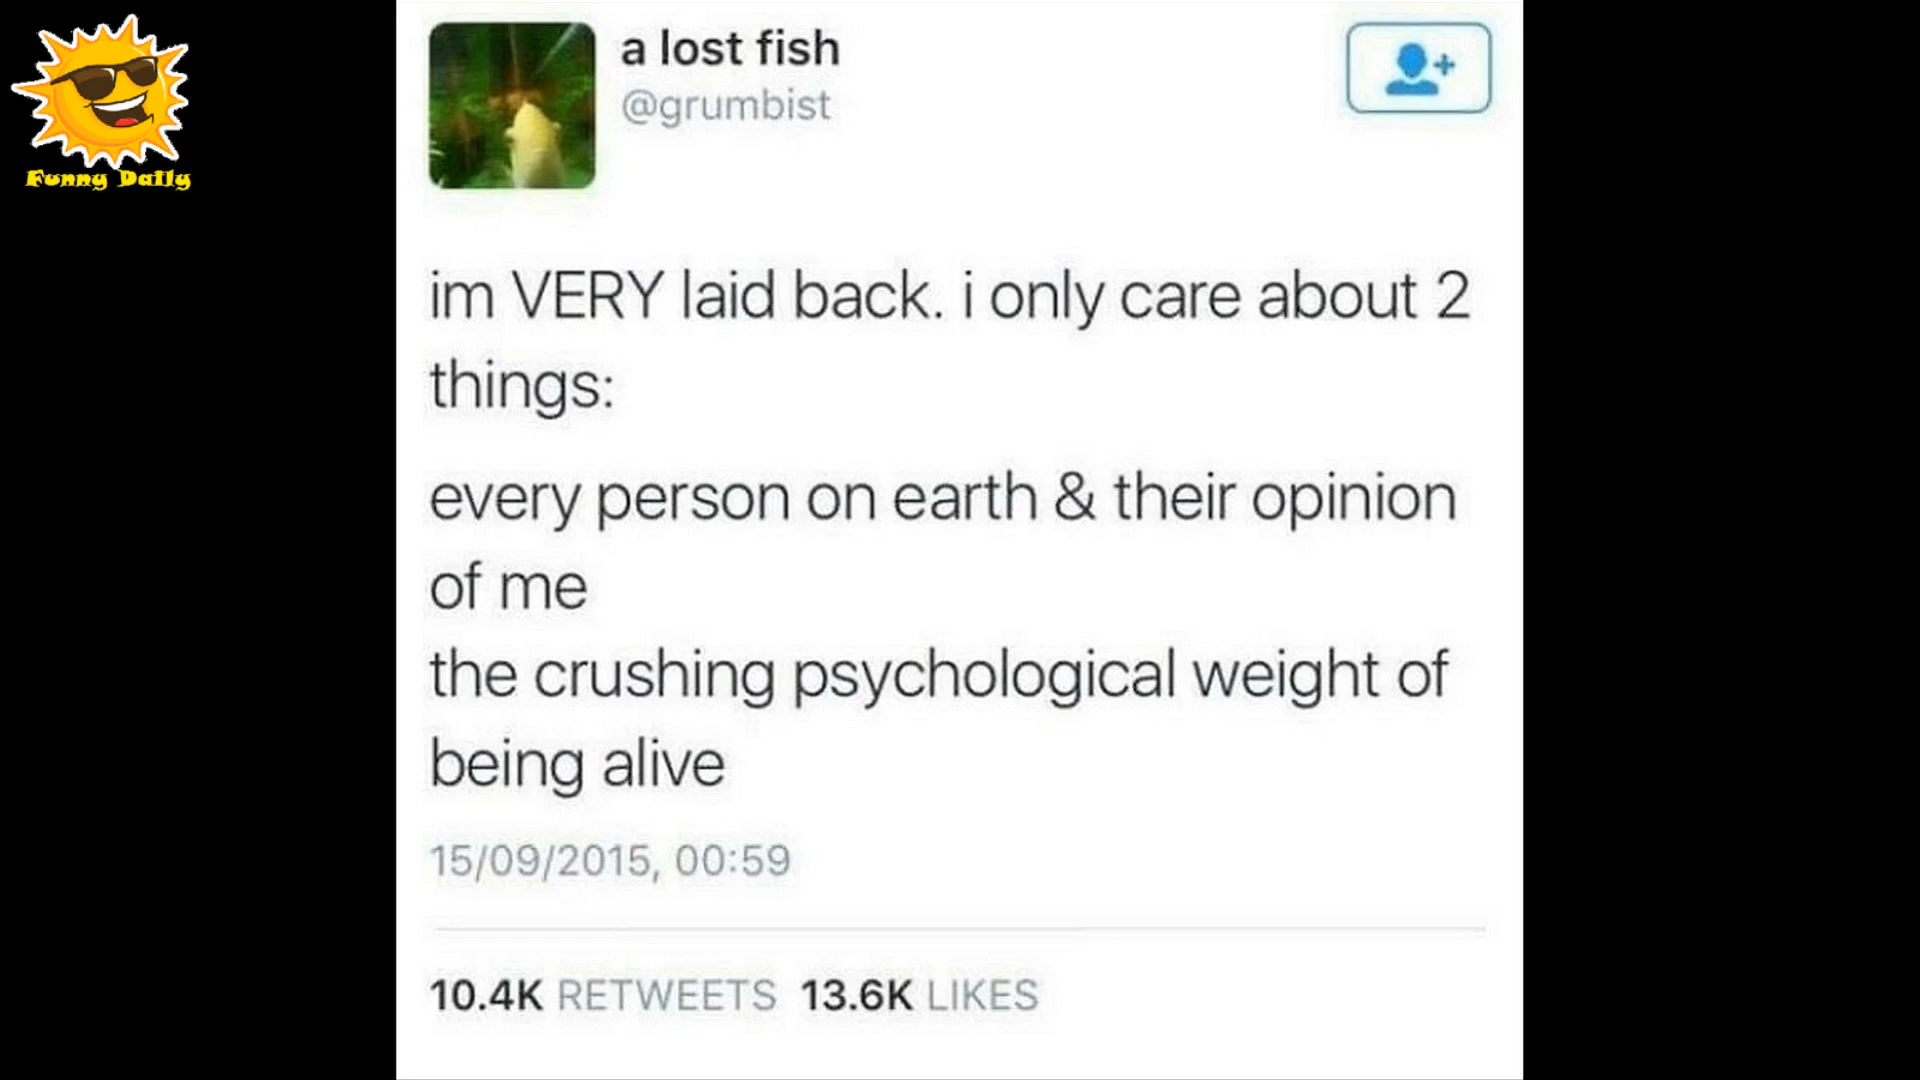 Funny Daily
a lost fish
@grumbist
im VERY laid back. i only care about 2
things:
every person on earth & their opinion
of me
the crushing psychological weight of
being alive
15/09/2015, 00:59
10.4K RETWEETS 13.6K LIKES